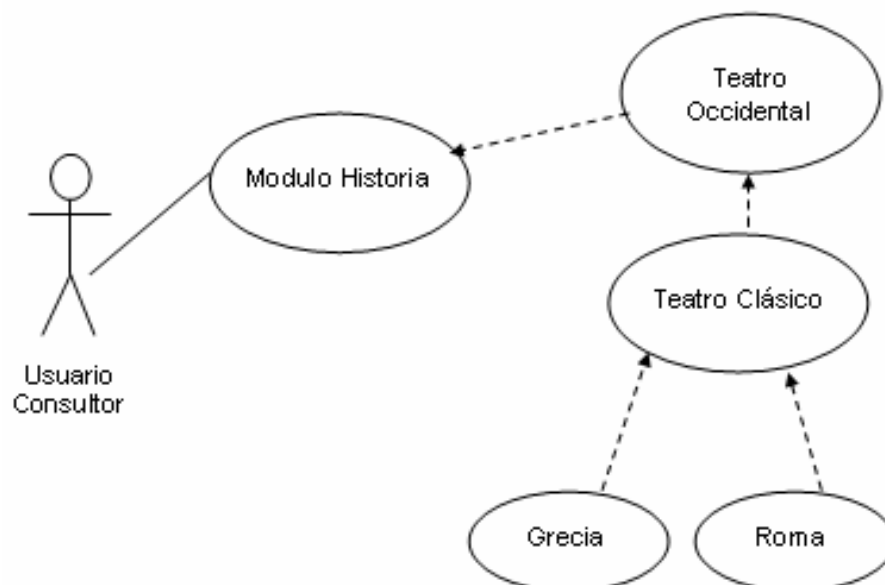 Teatro
Occidental
Modulo Historia
Teatro Clásico
Usuario
Consultor
Grecia
Roma